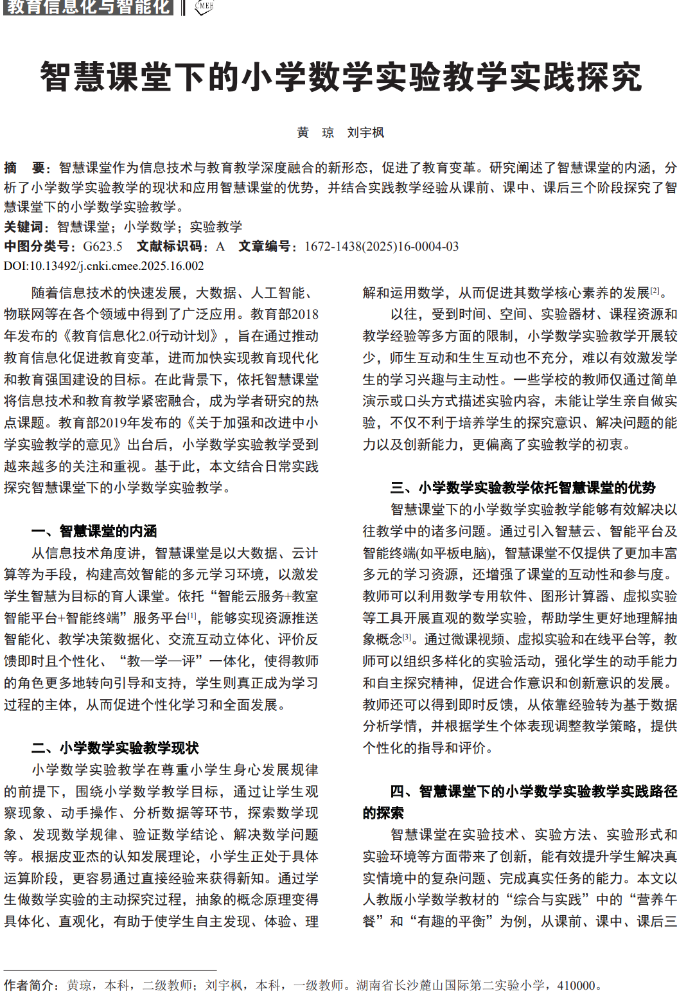 教育信息化与智能化
CMEE
智慧课堂下的小学数学实验教学实践探究
黄　琼　刘宇枫
摘　要：智慧课堂作为信息技术与教育教学深度融合的新形态，促进了教育变革。研究阐述了智慧课堂的内涵，分
析了小学数学实验教学的现状和应用智慧课堂的优势，并结合实践教学经验从课前、课中、课后三个阶段探究了智
慧课堂下的小学数学实验教学。
关键词：智慧课堂；小学数学；实验教学
中图分类号：G623.5　文献标识码：A　文章编号：1672-1438(2025)16-0004-03
DOI:10.13492/j.cnki.cmee.2025.16.002
随着信息技术的快速发展，大数据、人工智能、
物联网等在各个领域中得到了广泛应用。教育部2018
年发布的《教育信息化2.0行动计划》，旨在通过推动
教育信息化促进教育变革，进而加快实现教育现代化
和教育强国建设的目标。在此背景下，依托智慧课堂
将信息技术和教育教学紧密融合，成为学者研究的热
点课题。教育部2019年发布的《关于加强和改进中小
学实验教学的意见》出台后，小学数学实验教学受到
越来越多的关注和重视。基于此，本文结合日常实践
探究智慧课堂下的小学数学实验教学。
一、智慧课堂的内涵
从信息技术角度讲，智慧课堂是以大数据、云计
算等为手段，构建高效智能的多元学习环境，以激发
学生智慧为目标的育人课堂。依托“智能云服务+教室
智能平台+智能终端”服务平台[1]，能够实现资源推送
智能化、教学决策数据化、交流互动立体化、评价反
馈即时且个性化、“教—学—评”一体化，使得教师
的角色更多地转向引导和支持，学生则真正成为学习
过程的主体，从而促进个性化学习和全面发展。
二、小学数学实验教学现状
小学数学实验教学在尊重小学生身心发展规律
的前提下，围绕小学数学教学目标，通过让学生观
察现象、动手操作、分析数据等环节，探索数学现
象、发现数学规律、验证数学结论、解决数学问题
等。根据皮亚杰的认知发展理论，小学生正处于具体
运算阶段，更容易通过直接经验来获得新知。通过学
生做数学实验的主动探究过程，抽象的概念原理变得
具体化、直观化，有助于使学生自主发现、体验、理
解和运用数学，从而促进其数学核心素养的发展[2]。
以往，受到时间、空间、实验器材、课程资源和
教学经验等多方面的限制，小学数学实验教学开展较
少，师生互动和生生互动也不充分，难以有效激发学
生的学习兴趣与主动性。一些学校的教师仅通过简单
演示或口头方式描述实验内容，未能让学生亲自做实
验，不仅不利于培养学生的探究意识、解决问题的能
力以及创新能力，更偏离了实验教学的初衷。
三、小学数学实验教学依托智慧课堂的优势
智慧课堂下的小学数学实验教学能够有效解决以
往教学中的诸多问题。通过引入智慧云、智能平台及
智能终端(如平板电脑)，智慧课堂不仅提供了更加丰富
多元的学习资源，还增强了课堂的互动性和参与度。
教师可以利用数学专用软件、图形计算器、虚拟实验
等工具开展直观的数学实验，帮助学生更好地理解抽
象概念[3]。通过微课视频、虚拟实验和在线平台等，教
师可以组织多样化的实验活动，强化学生的动手能力
和自主探究精神，促进合作意识和创新意识的发展。
教师还可以得到即时反馈，从依靠经验转为基于数据
分析学情，并根据学生个体表现调整教学策略，提供
个性化的指导和评价。
四、智慧课堂下的小学数学实验教学实践路径
的探索
智慧课堂在实验技术、实验方法、实验形式和
实验环境等方面带来了创新，能有效提升学生解决真
实情境中的复杂问题、完成真实任务的能力。本文以
人教版小学数学教材的“综合与实践”中的“营养午
餐”和“有趣的平衡”为例，从课前、课中、课后三
作者简介：黄琼，本科，二级教师；刘宇枫，本科，一级教师。湖南省长沙麓山国际第二实验小学，410000。